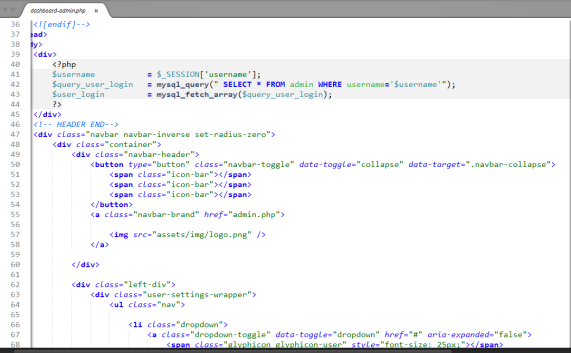 dashboard-admin.php ×
36 <![endif]-->
37 ead>
38 dy>
39 <div>
40 <?php
41 $username = $_SESSION['username'];
42 $query_user_login = mysql_query(" SELECT * FROM admin WHERE username='$username'");
43 $user_login = mysql_fetch_array($query_user_login);
44 ?>
45 </div>
46 <!-- HEADER END-->
47 <div class="navbar navbar-inverse set-radius-zero">
48 <div class="container">
49 <div class="navbar-header">
50 <button type="button" class="navbar-toggle" data-toggle="collapse" data-target=".navbar-collapse">
51 <span class="icon-bar"></span>
52 <span class="icon-bar"></span>
53 <span class="icon-bar"></span>
54 </button>
55 <a class="navbar-brand" href="admin.php">
56
57 <img src="assets/img/logo.png" />
58 </a>
59
60 </div>
61
62 <div class="left-div">
63 <div class="user-settings-wrapper">
64 <ul class="nav">
65
66 <li class="dropdown">
67 <a class="dropdown-toggle" data-toggle="dropdown" href="#" aria-expanded="false">
68 <span class="glyphicon glyphicon-user" style="font-size: 25px;"></span>